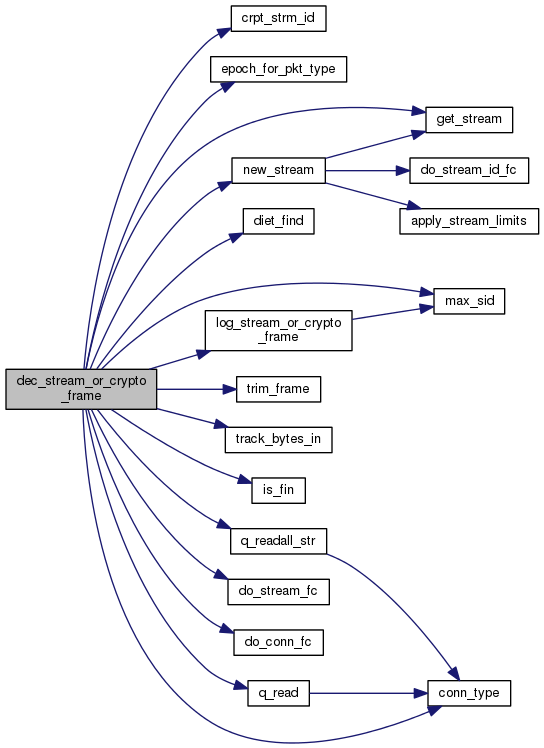 crpt_strm_id
epoch_for_pkt_type
get_stream
new_stream
do_stream_id_fc
diet_find
apply_stream_limits
max_sid
log_stream_or_crypto
_frame
dec_stream_or_crypto
_frame
trim_frame
track_bytes_in
is_fin
q_readall_str
do_stream_fc
do_conn_fc
q_read
conn_type